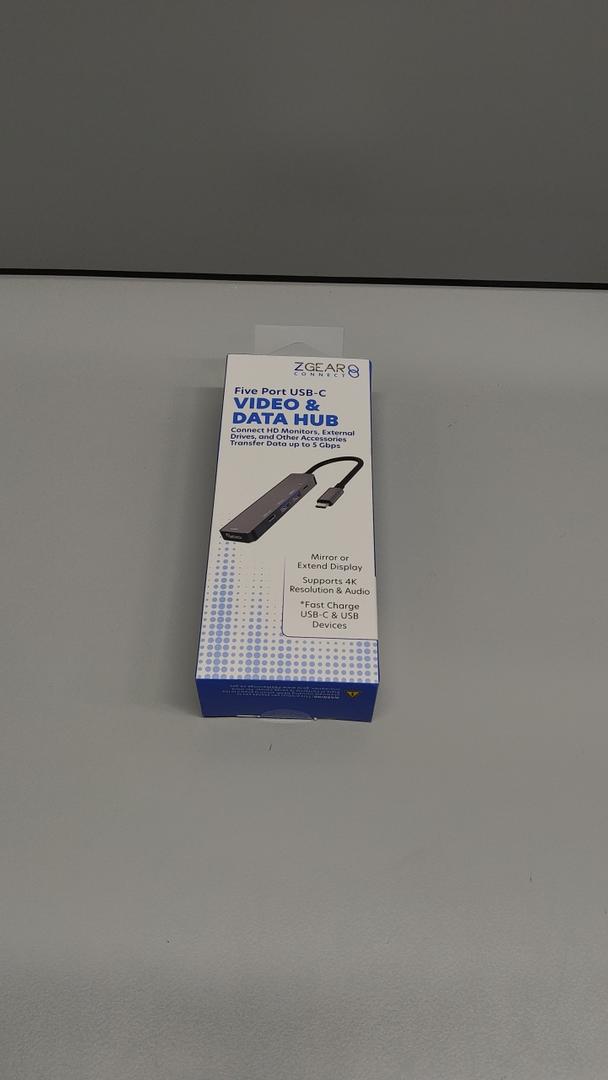 ZGEAR
CONNECT
Five Port USB-C
VIDEO &
DATA HUB
Connect HD Monitors, External
Drives, and Other Accessories
Transfer Data up to 5 Gbps
Mirror or
Extend Display
Supports 4K
Resolution & Audio
*Fast Charge
USB-C & USB
Devices
WARNING: